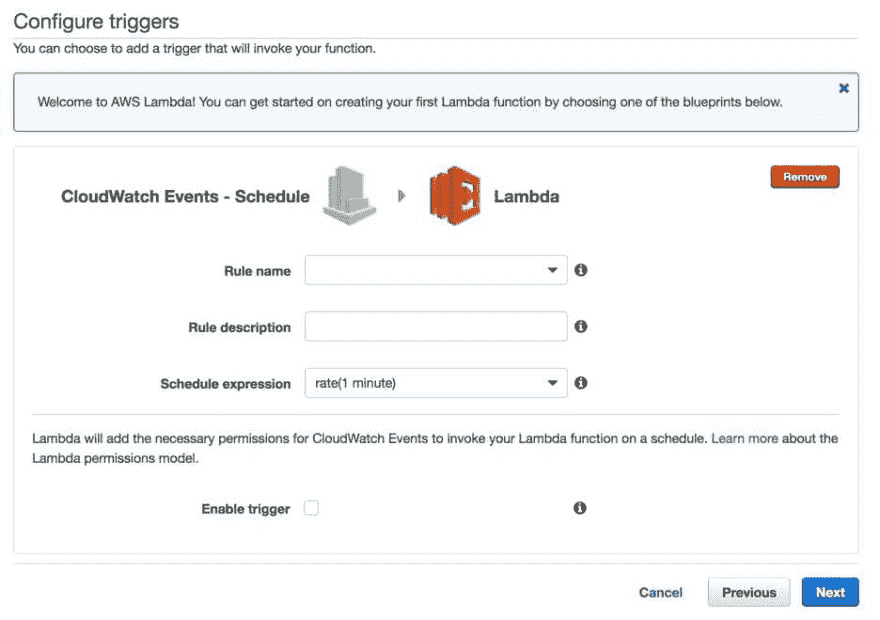 Configure triggers
You can choose to add a trigger that will invoke your function.
Welcome to AWS Lambda! You can get started on creating your first Lambda function by choosing one of the blueprints below.
CloudWatch Events - Schedule
Lambda
Remove
Rule name
Rule description
Schedule expression
rate(1 minute)
Lambda will add the necessary permissions for CloudWatch Events to invoke your Lambda function on a schedule. Learn more about the
Lambda permissions model.
Enable trigger
Cancel
Previous
Next